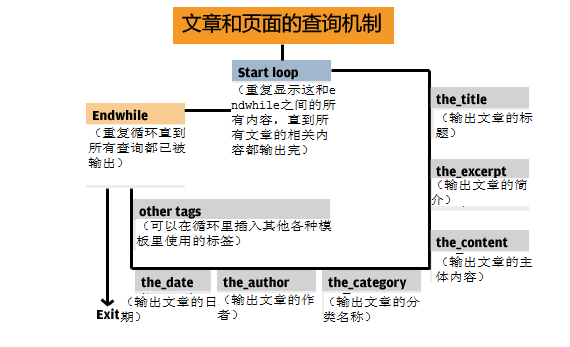 文章和页面的查询机制
Start loop
（重复显示这和e
ndwhile之间的所
有内容，直到所
有文章的相关内
容都输出完）
Endwhile
（重复循环直到
所有查询都已被
输出）
the_title
（输出文章的标
题）
the_excerpt
（输出文章的简
介）
other tags
（可以在循环里插入其他各种模
板里使用的标签）
the_content
（输出文章的主
体内容）
the_date
（输出文章的日
期）
the_author
（输出文章的作
者）
the_category
（输出文章的分
类名称）
Exit